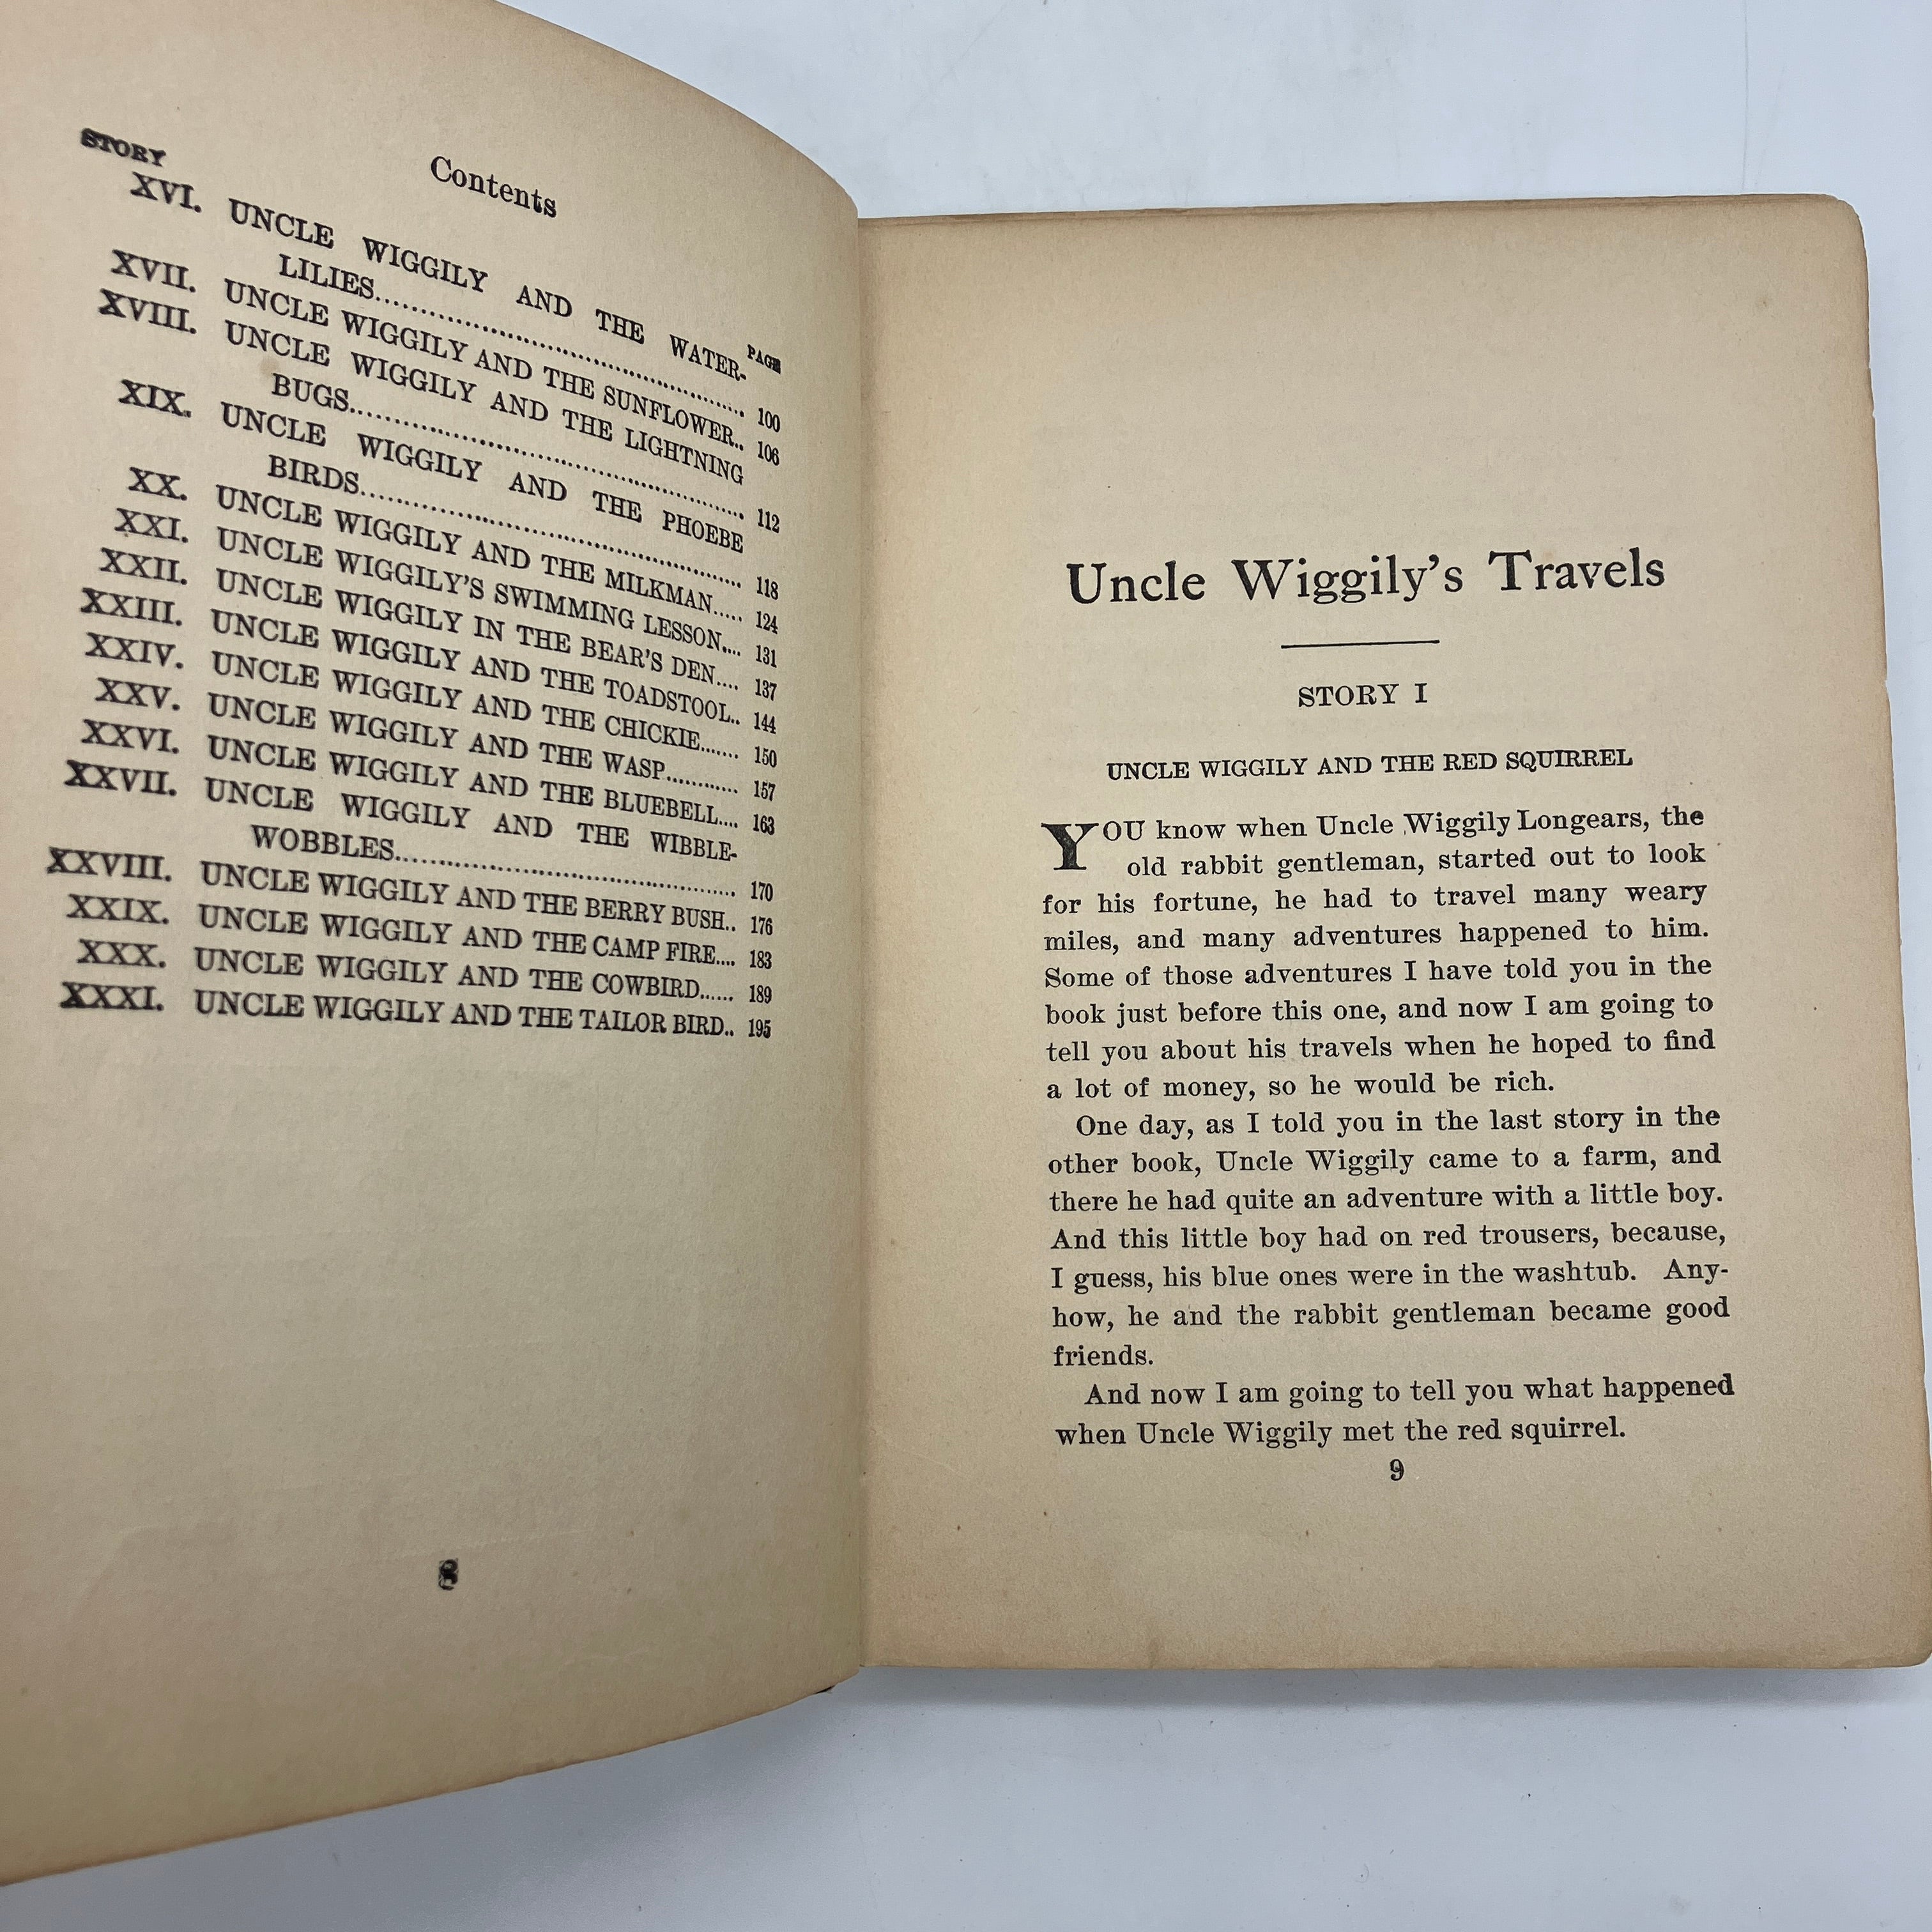 Contents
STORY
PAGE
XVI. UNCLE WIGGILY AND THE WATER-
LILIES........................................ 100
XVII. UNCLE WIGGILY AND THE SUNFLOWER.. 106
XVIII. UNCLE WIGGILY AND THE LIGHTNING
BUGS.......................................... 112
XIX. UNCLE WIGGILY AND THE PHOEBE
BIRDS......................................... 118
XX. UNCLE WIGGILY AND THE MILKMAN..... 124
XXI. UNCLE WIGGILY'S SWIMMING LESSON.... 131
XXII. UNCLE WIGGILY IN THE BEAR'S DEN.... 137
XXIII. UNCLE WIGGILY AND THE TOADSTOOL.. 144
XXIV. UNCLE WIGGILY AND THE CHICKIE....... 150
XXV. UNCLE WIGGILY AND THE WASP........... 157
XXVI. UNCLE WIGGILY AND THE BLUEBELL.... 163
XXVII. UNCLE WIGGILY AND THE WIBBLE-
WOBBLES....................................... 170
XXVIII. UNCLE WIGGILY AND THE BERRY BUSH.. 176
XXIX. UNCLE WIGGILY AND THE CAMP FIRE.... 183
XXX. UNCLE WIGGILY AND THE COWBIRD...... 189
XXXI. UNCLE WIGGILY AND THE TAILOR BIRD.. 195
8
Uncle Wiggily's Travels
STORY I
UNCLE WIGGILY AND THE RED SQUIRREL
YOU know when Uncle Wiggily Longears, the
old rabbit gentleman, started out to look
for his fortune, he had to travel many weary
miles, and many adventures happened to him.
Some of those adventures I have told you in the
book just before this one, and now I am going to
tell you about his travels when he hoped to find
a lot of money, so he would be rich.
One day, as I told you in the last story in the
other book, Uncle Wiggily came to a farm, and
there he had quite an adventure with a little boy.
And this little boy had on red trousers, because,
I guess, his blue ones were in the washtub. Any-
how, he and the rabbit gentleman became good
friends.
And now I am going to tell you what happened
when Uncle Wiggily met the red squirrel.
9